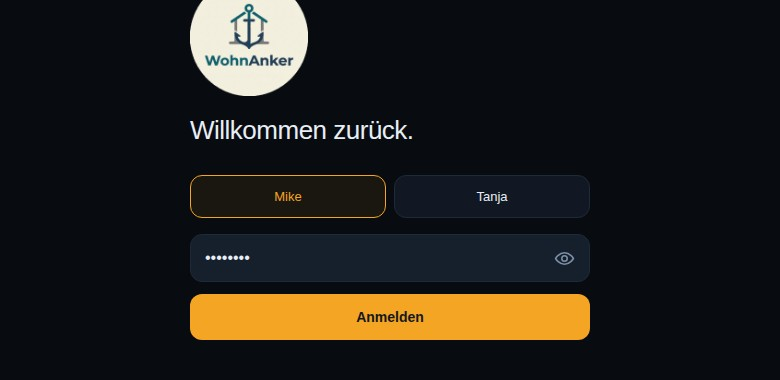 WohnAnker
Willkommen zurück.
Mike
Tanja
••••••••
Anmelden